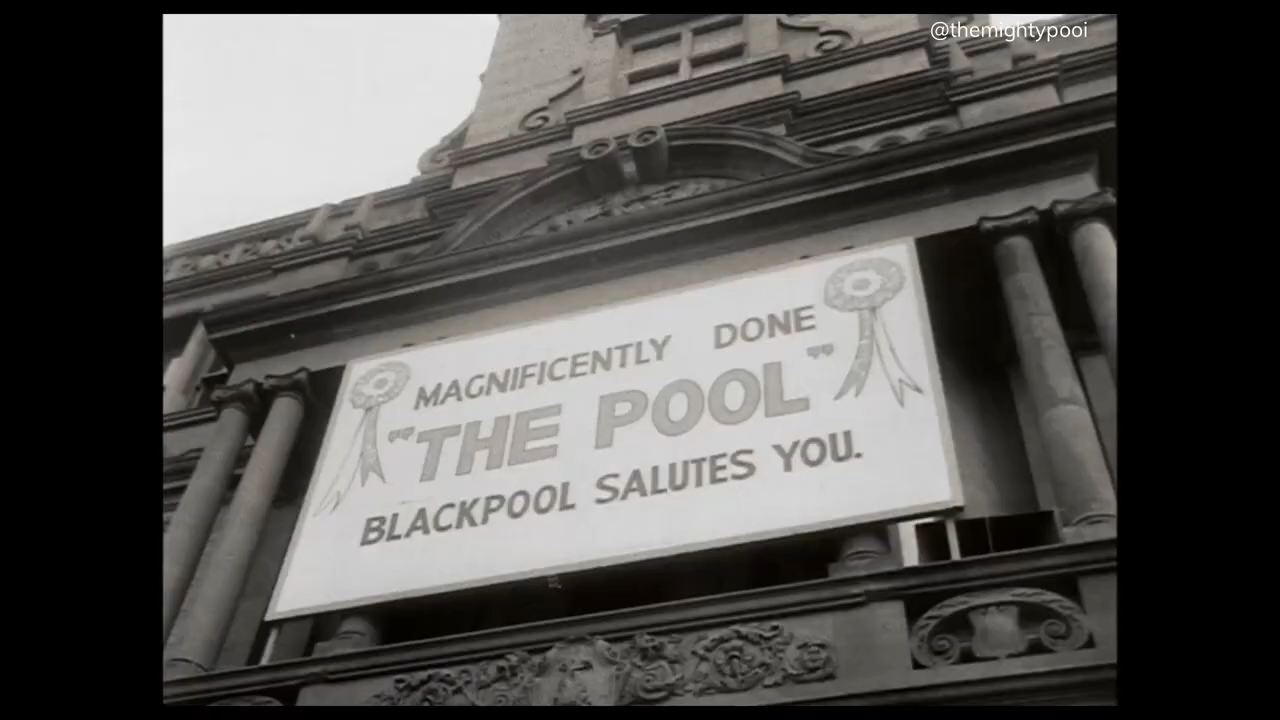 @themightypooi
MAGNIFICENTLY DONE
"THE POOL"
BLACKPOOL SALUTES YOU.